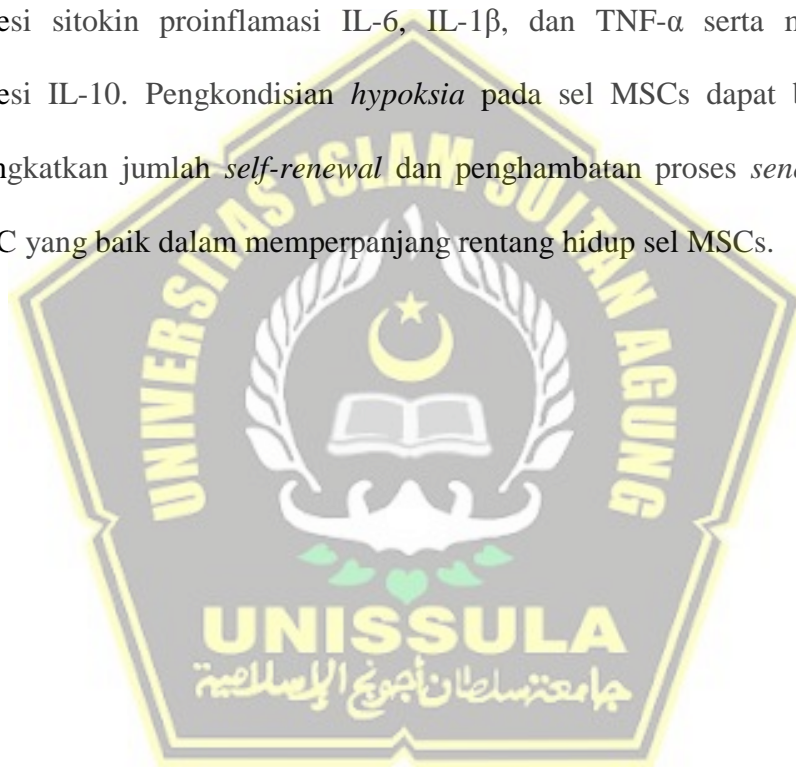 esi sitokin proinflamasi IL-6, IL-1β, dan TNF-α serta m
esi IL-10. Pengkondisian hypoksia pada sel MSCs dapat b
ngkatkan jumlah self-renewal dan penghambatan proses sen
C yang baik dalam memperpanjang rentang hidup sel MSCs.
UNIVERSITAS ISLAM SULTAN AGUNG
UNISSULA
جامعتسلطان أجونج الإسلامية